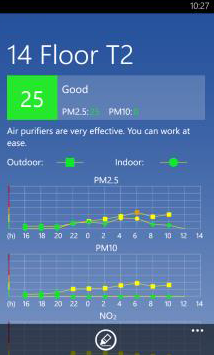 10:27
14 Floor T2
25
Good
PM2.5: 25 PM10: 0
Air purifiers are very effective. You can work at
ease.
Outdoor: Indoor:
PM2.5
(h) 16 18 20 22 0 2 4 6 8 10 12 14
PM10
(h) 16 18 20 22 0 2 4 6 8 10 12 14
NO₂